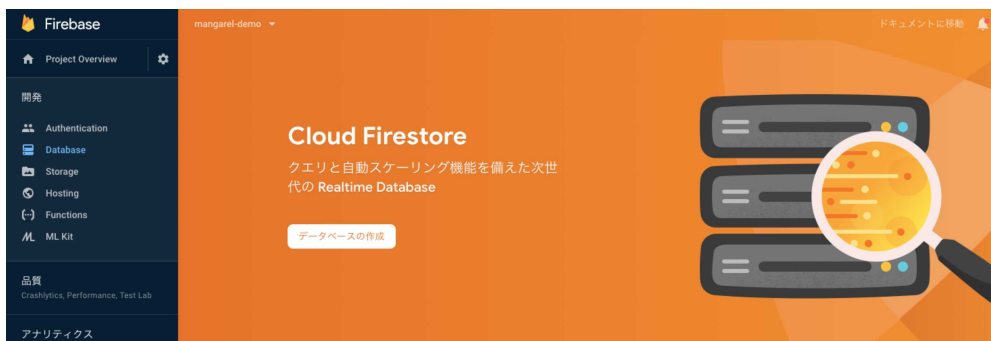 Firebase
mangarel-demo
ドキュメントに移動
Project Overview
開発
Authentication
Database
Storage
Hosting
Functions
ML Kit
Cloud Firestore
クエリと自動スケーリング機能を備えた次世
代の Realtime Database
データベースの作成
品質
Crashlytics, Performance, Test Lab
アナリティクス